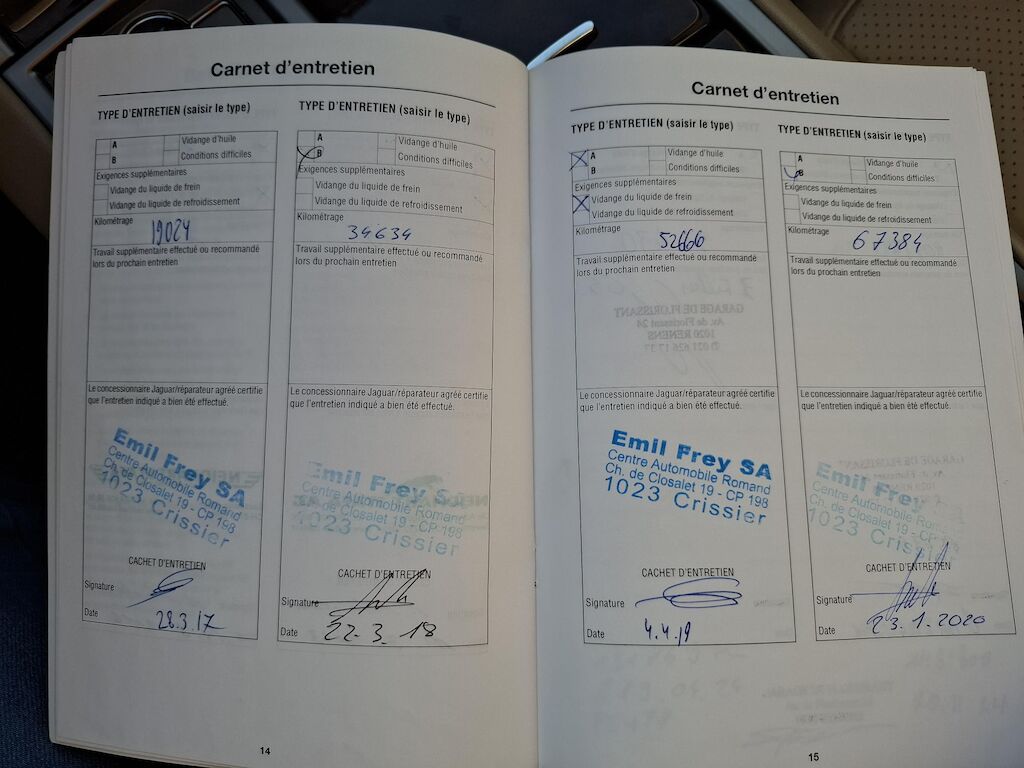 Carnet d'entretien
TYPE D'ENTRETIEN (saisir le type)
A
B
Vidange d'huile
Conditions difficiles
Exigences supplémentaires
Vidange du liquide de frein
Vidange du liquide de refroidissement
Kilométrage
19024
Travail supplémentaire effectué ou recommandé
lors du prochain entretien
Le concessionnaire Jaguar/réparateur agréé certifie
que l'entretien indiqué a bien été effectué.
Emil Frey SA
Centre Automobile Romand
Ch. de Closalet 19 - CP 198
1023 Crissier
CACHET D'ENTRETIEN
Signature
Date
28.3/17
TYPE D'ENTRETIEN (saisir le type)
A
B
Vidange d'huile
Conditions difficiles
Exigences supplémentaires
Vidange du liquide de frein
Vidange du liquide de refroidissement
Kilométrage
34634
Travail supplémentaire effectué ou recommandé
lors du prochain entretien
Le concessionnaire Jaguar/réparateur agréé certifie
que l'entretien indiqué a bien été effectué.
Emil Frey SA
Centre Automobile Romand
Ch. de Closalet 19 - CP 198
1023 Crissier
CACHET D'ENTRETIEN
Signature
Date
22.3.18
14
Carnet d'entretien
TYPE D'ENTRETIEN (saisir le type)
A
B
Vidange d'huile
Conditions difficiles
Exigences supplémentaires
Vidange du liquide de frein
Vidange du liquide de refroidissement
Kilométrage
52666
Travail supplémentaire effectué ou recommandé
lors du prochain entretien
GARAGE DE FLORISSANT
Av. de Florissant 24
1020 RENENS
Le concessionnaire Jaguar/réparateur agréé certifie
que l'entretien indiqué a bien été effectué.
Emil Frey SA
Centre Automobile Romand
Ch. de Closalet 19 - CP 198
1023 Crissier
CACHET D'ENTRETIEN
Signature
Date
4.4.19
TYPE D'ENTRETIEN (saisir le type)
A
B
Vidange d'huile
Conditions difficiles
Exigences supplémentaires
Vidange du liquide de frein
Vidange du liquide de refroidissement
Kilométrage
67384
Travail supplémentaire effectué ou recommandé
lors du prochain entretien
Le concessionnaire Jaguar/réparateur agréé certifie
que l'entretien indiqué a bien été effectué.
Emil Frey
Centre Automobile
Ch. de Closalet 19 - CP
1023 Crissier
CACHET D'ENTRETIEN
Signature
Date
23.1.2020
15